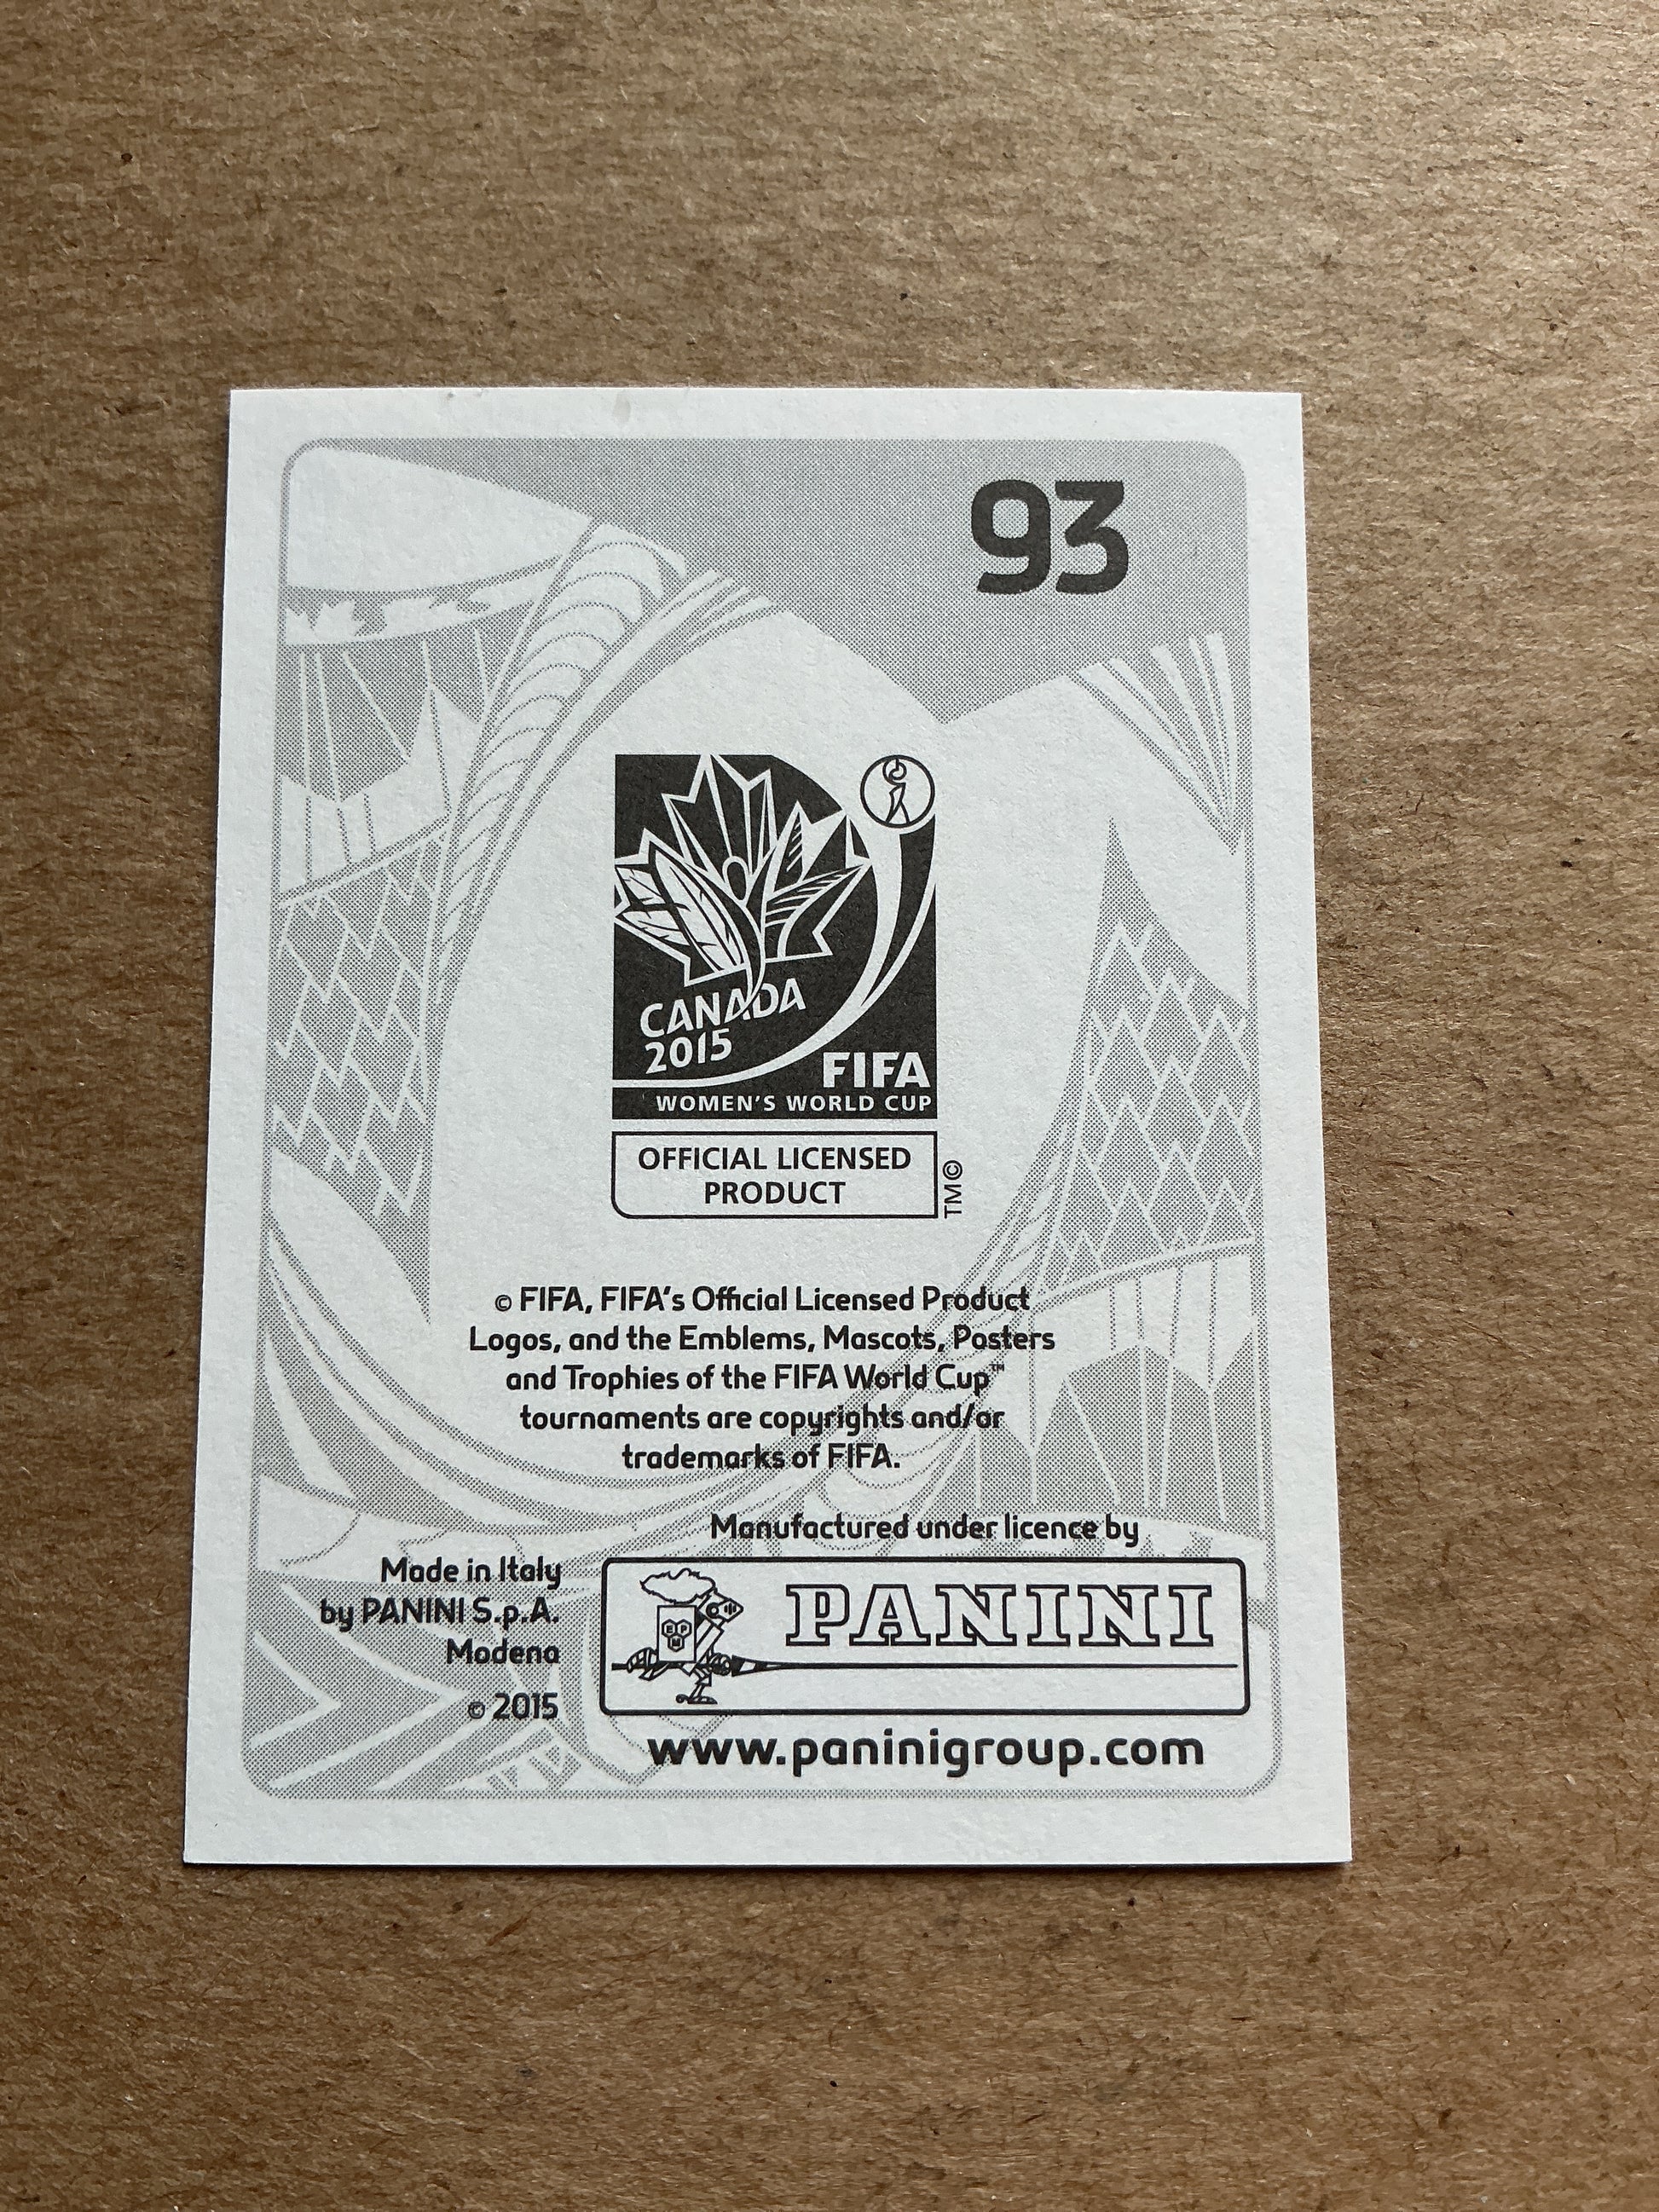 93
CANADA
2015
FIFA
WOMEN'S WORLD CUP
OFFICIAL LICENSED
PRODUCT
TM©
© FIFA, FIFA's Official Licensed Product
Logos, and the Emblems, Mascots, Posters
and Trophies of the FIFA World Cup™
tournaments are copyrights and/or
trademarks of FIFA.
Manufactured under licence by
Made in Italy
by PANINI S.p.A.
Modena
© 2015
E P
M
PANINI
www.paninigroup.com